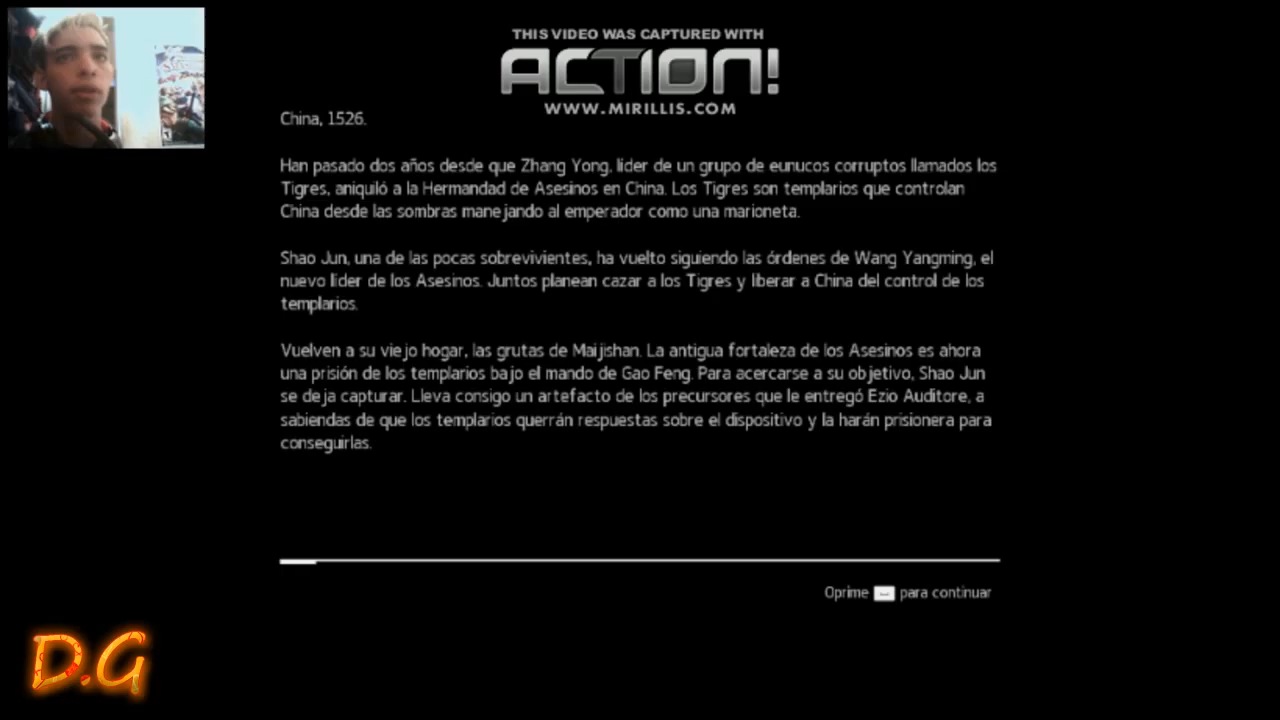 THIS VIDEO WAS CAPTURED WITH
ACTION!
WWW.MIRILLIS.COM
China, 1526.
Han pasado dos años desde que Zhang Yong, líder de un grupo de eunucos corruptos llamados los
Tigres, aniquiló a la Hermandad de Asesinos en China. Los Tigres son templarios que controlan
China desde las sombras manejando al emperador como una marioneta.
Shao Jun, una de las pocas sobrevivientes, ha vuelto siguiendo las órdenes de Wang Yangming, el
nuevo líder de los Asesinos. Juntos planean cazar a los Tigres y liberar a China del control de los
templarios.
Vuelven a su viejo hogar, las grutas de Maijishan. La antigua fortaleza de los Asesinos es ahora
una prisión de los templarios bajo el mando de Gao Feng. Para acercarse a su objetivo, Shao Jun
se deja capturar. Lleva consigo un artefacto de los precursores que le entregó Ezio Auditore, a
sabiendas de que los templarios querrán respuestas sobre el dispositivo y la harán prisionera para
conseguirlas.
Oprime para continuar
D.G